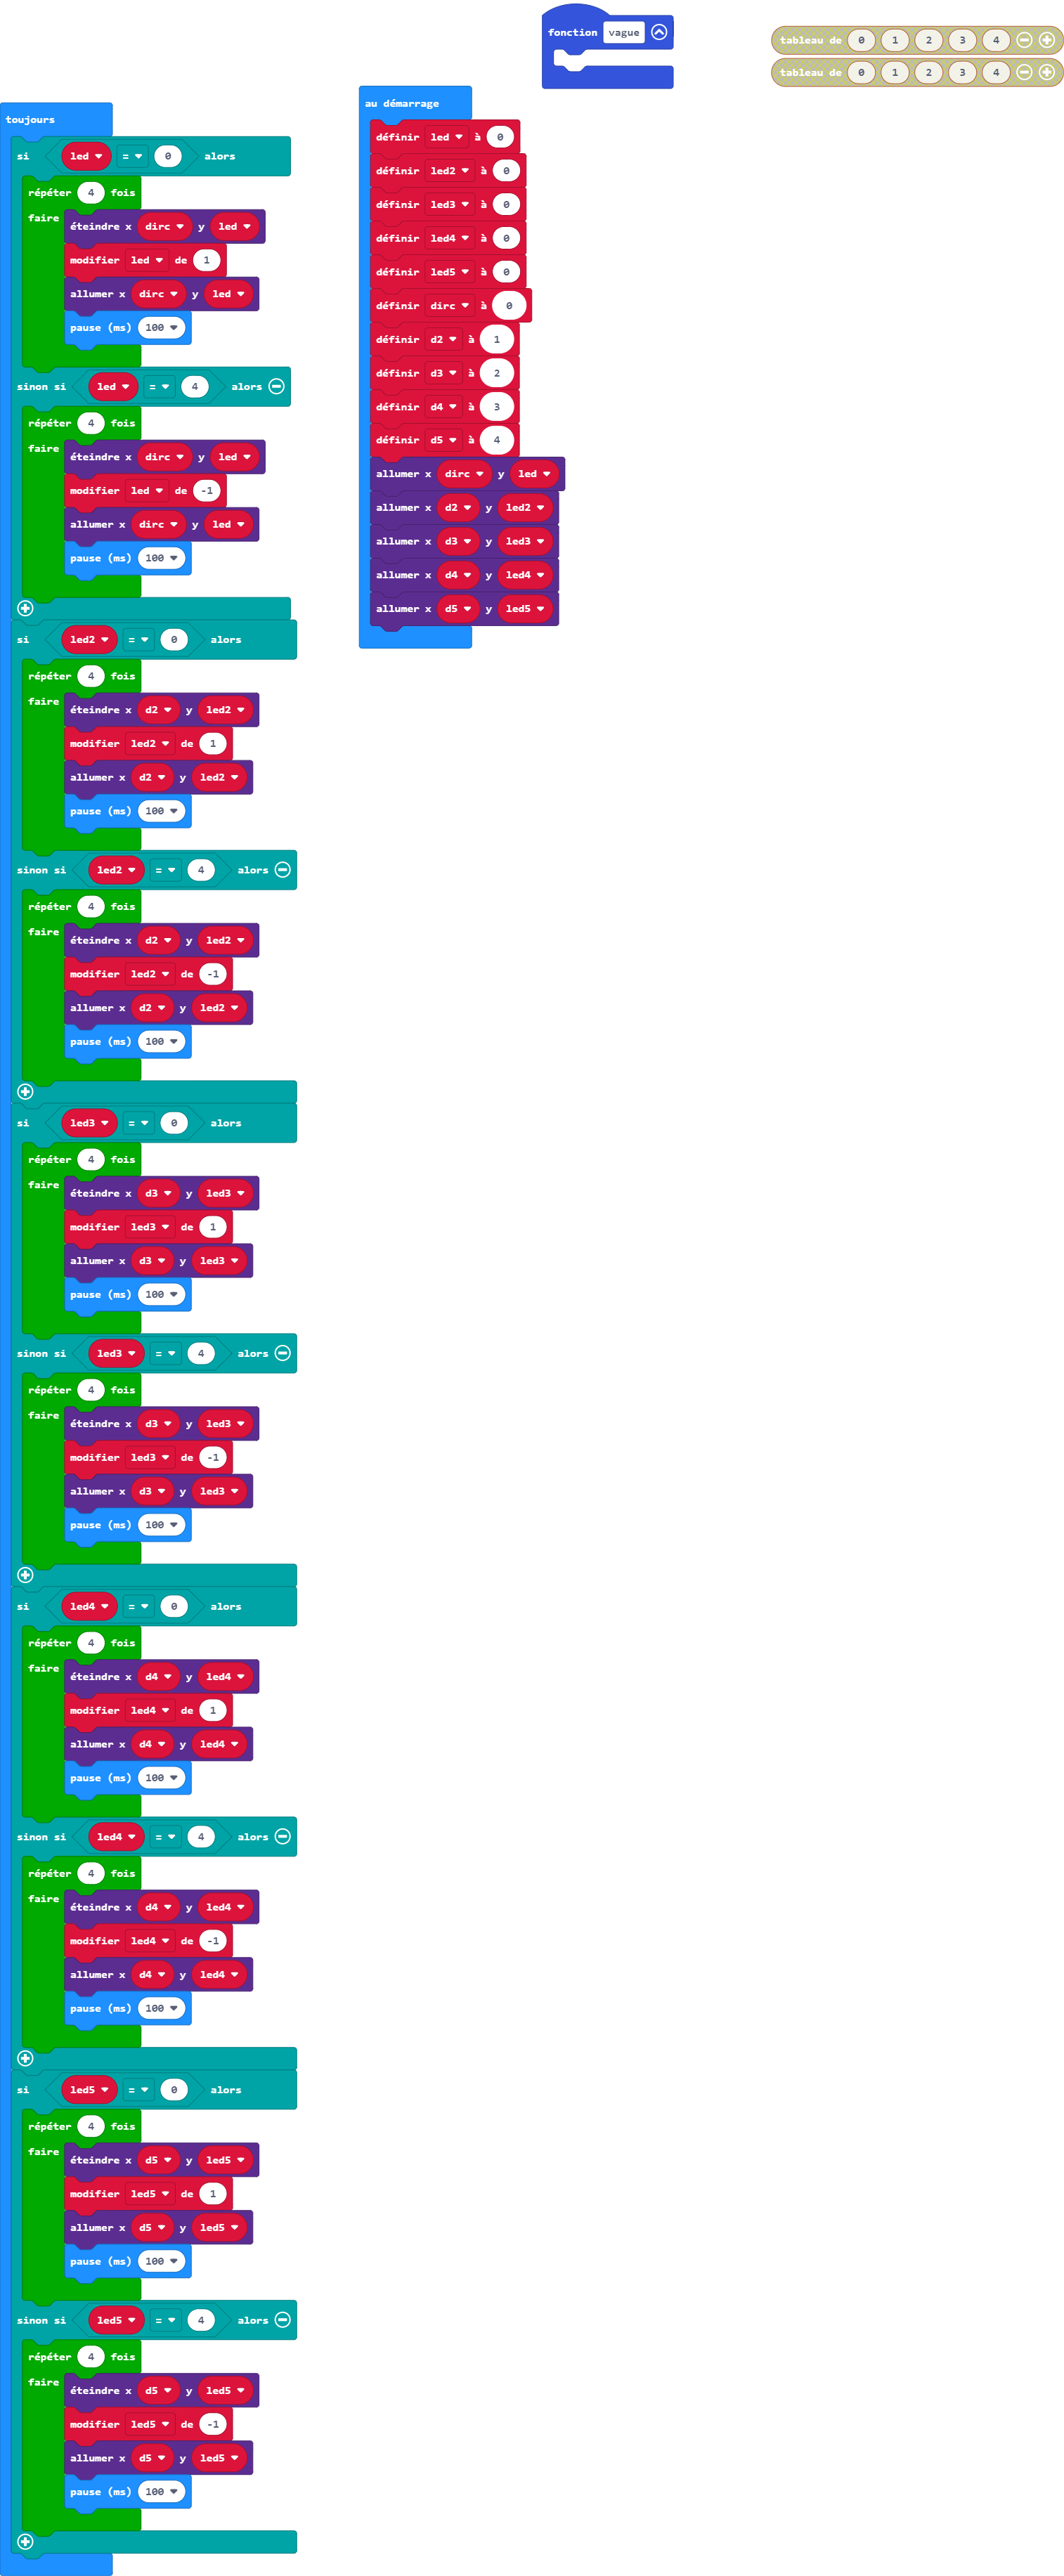 fonction vague
tableau de 0 1 2 3 4
tableau de 0 1 2 3 4
au démarrage
définir led à 0
définir led2 à 0
définir led3 à 0
définir led4 à 0
définir led5 à 0
définir dirc à 0
définir d2 à 1
définir d3 à 2
définir d4 à 3
définir d5 à 4
allumer x dirc y led
allumer x d2 y led2
allumer x d3 y led3
allumer x d4 y led4
allumer x d5 y led5
toujours
si led = 0 alors
répéter 4 fois
faire
éteindre x dirc y led
modifier led de 1
allumer x dirc y led
pause (ms) 100
sinon si led = 4 alors
répéter 4 fois
faire
éteindre x dirc y led
modifier led de -1
allumer x dirc y led
pause (ms) 100
si led2 = 0 alors
répéter 4 fois
faire
éteindre x d2 y led2
modifier led2 de 1
allumer x d2 y led2
pause (ms) 100
sinon si led2 = 4 alors
répéter 4 fois
faire
éteindre x d2 y led2
modifier led2 de -1
allumer x d2 y led2
pause (ms) 100
si led3 = 0 alors
répéter 4 fois
faire
éteindre x d3 y led3
modifier led3 de 1
allumer x d3 y led3
pause (ms) 100
sinon si led3 = 4 alors
répéter 4 fois
faire
éteindre x d3 y led3
modifier led3 de -1
allumer x d3 y led3
pause (ms) 100
si led4 = 0 alors
répéter 4 fois
faire
éteindre x d4 y led4
modifier led4 de 1
allumer x d4 y led4
pause (ms) 100
sinon si led4 = 4 alors
répéter 4 fois
faire
éteindre x d4 y led4
modifier led4 de -1
allumer x d4 y led4
pause (ms) 100
si led5 = 0 alors
répéter 4 fois
faire
éteindre x d5 y led5
modifier led5 de 1
allumer x d5 y led5
pause (ms) 100
sinon si led5 = 4 alors
répéter 4 fois
faire
éteindre x d5 y led5
modifier led5 de -1
allumer x d5 y led5
pause (ms) 100